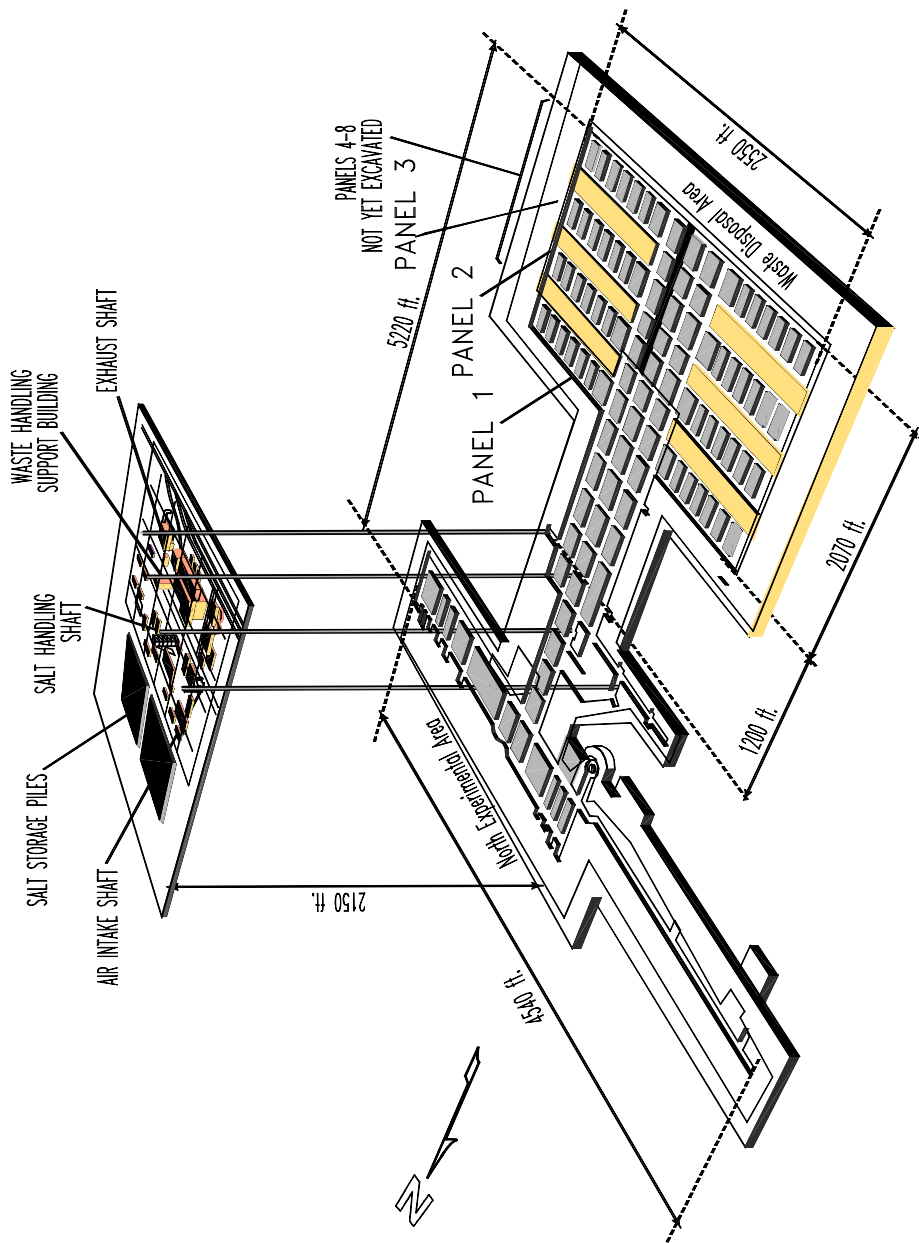 SALT STORAGE PILES
AIR INTAKE SHAFT
SALT HANDLING
SHAFT
WASTE HANDLING
SUPPORT BUILDING
EXHAUST SHAFT
PANELS 4-8
NOT YET EXCAVATED
PANEL 3
PANEL 2
PANEL 1
5220 ft.
2550 ft.
Waste Disposal Area
2070 ft.
1200 ft.
North Experimental Area
2150 ft.
4540 ft.
N